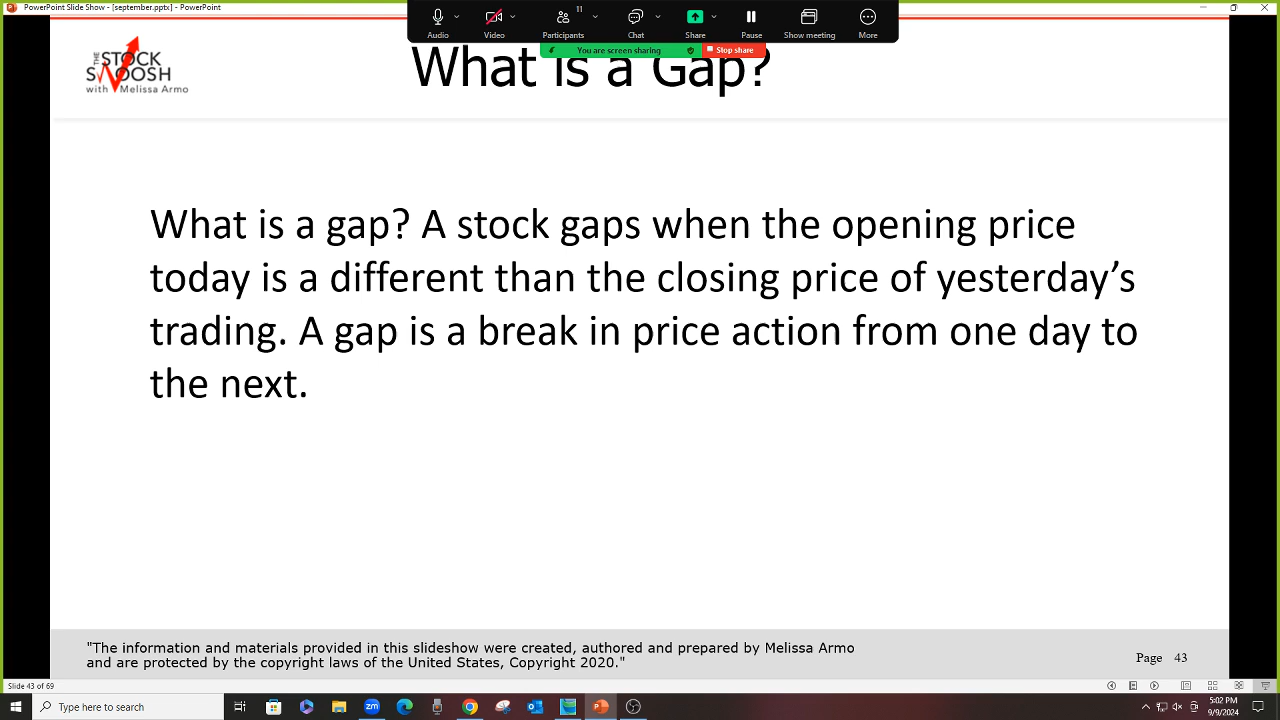 PowerPoint Slide Show - [september.pptx] - PowerPoint
11
Audio
Video
Participants
Chat
Share
Pause
Show meeting
More
You are screen sharing
Stop share
THE STOCK
SWOOSH
with Melissa Armo
What is a Gap?
What is a gap? A stock gaps when the opening price
today is a different than the closing price of yesterday’s
trading. A gap is a break in price action from one day to
the next.
"The information and materials provided in this slideshow were created, authored and prepared by Melissa Armo
and are protected by the copyright laws of the United States, Copyright 2020."
Page 43
Slide 43 of 69
Type here to search
5:02 PM
9/9/2024